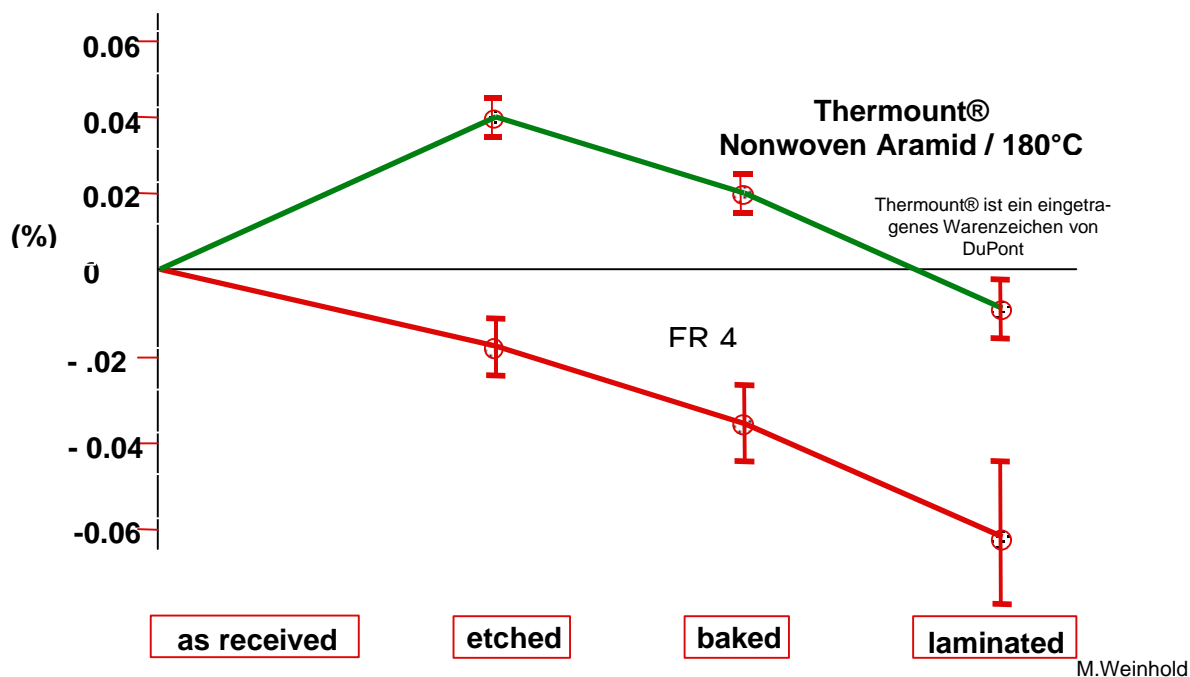 0.06
0.04
0.02
(%)
0
- .02
- 0.04
-0.06
Thermount®
Nonwoven Aramid / 180°C
Thermount® ist ein eingetra-
genes Warenzeichen von
DuPont
FR 4
as received
etched
baked
laminated
M.Weinhold